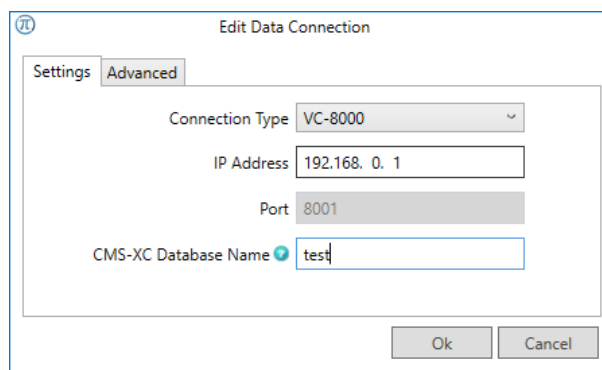 Edit Data Connection
Settings Advanced
Connection Type VC-8000
IP Address 192.168. 0. 1
Port 8001
CMS-XC Database Name ? test
Ok Cancel